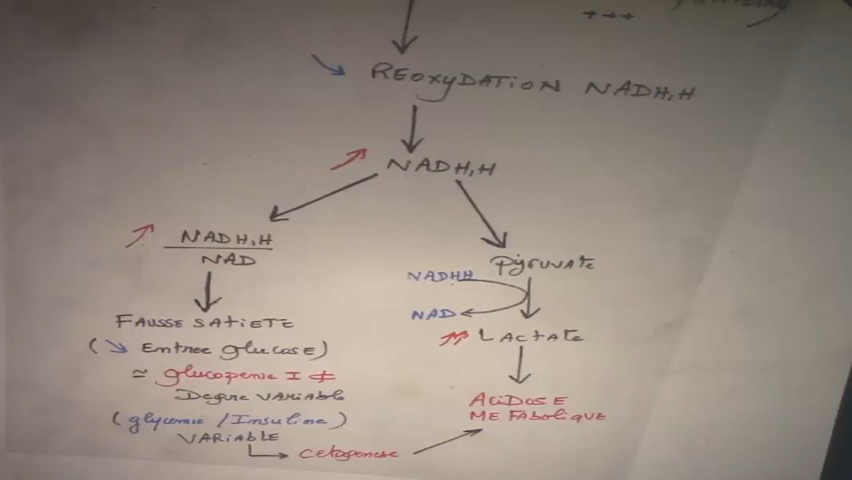 +++
↘ REOXYDATION NADH,H
↗ NADH,H
↗ NADH,H
NAD
Pyruvate
NADHH
NAD
↗↗ Lactate
FAUSSE SATIETE
(↘ Entree glucose)
≃ glucopenie I ≠
Degre VARIABLE
(glycemie / Insuline)
VARIABLE
cetogenese
ACIDOSE
METABOLIQUE